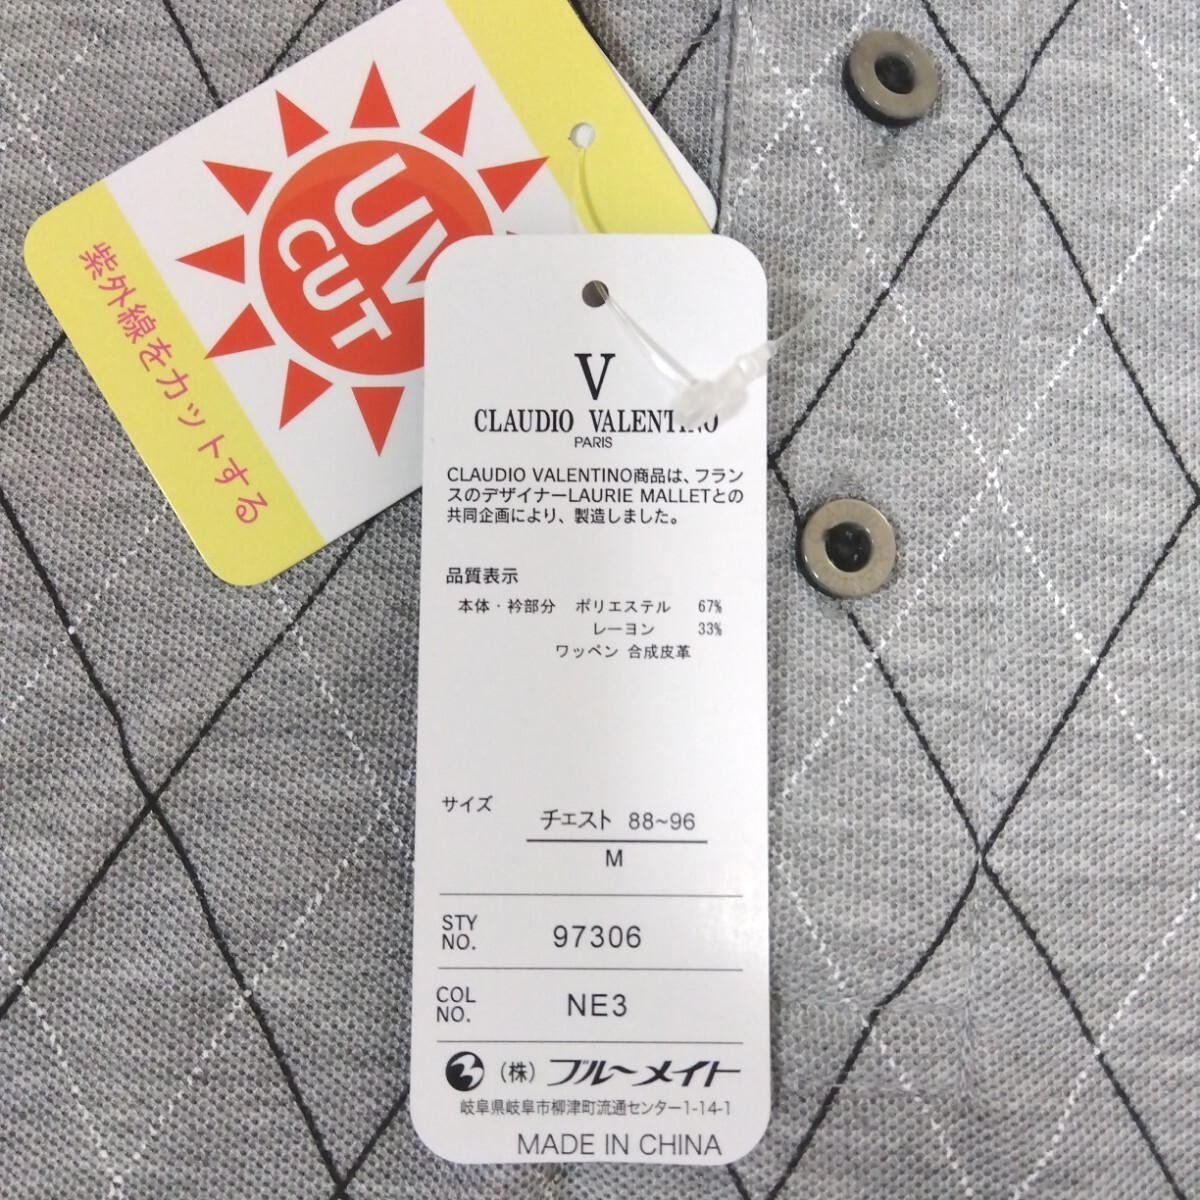 UV
CUT
紫外線をカットする
V
CLAUDIO VALENTINO
PARIS
CLAUDIO VALENTINO商品は、フラン
スのデザイナーLAURIE MALLETとの
共同企画により、製造しました。
品質表示
本体・衿部分 ポリエステル 67%
レーヨン 33%
ワッペン 合成皮革
サイズ
チェスト 88~96
M
STY NO. 97306
COL NO. NE3
(株) ブルーメイト
岐阜県岐阜市柳津町流通センター1-14-1
MADE IN CHINA